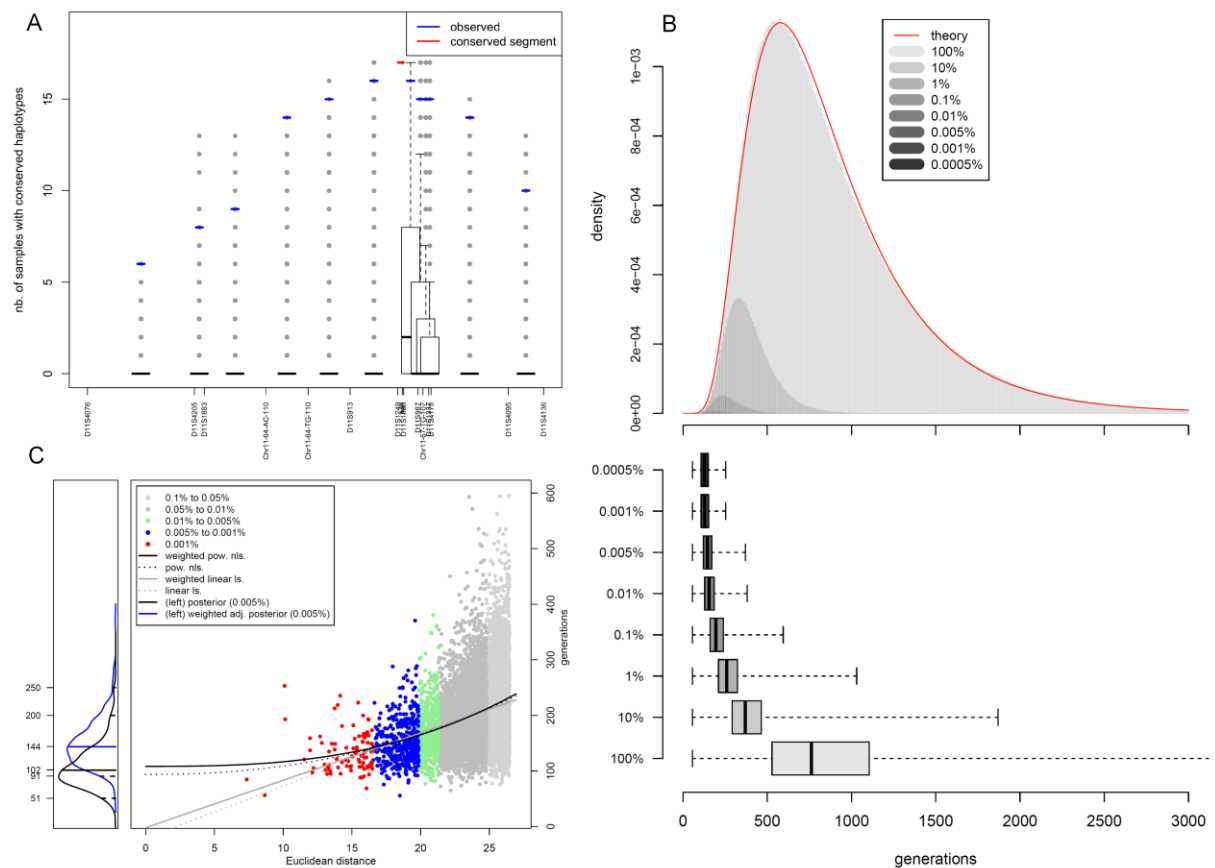 A
nb. of samples with conserved haplotypes
15
10
5
0
observed
conserved segment
D11S4076
D11S4205
D11S1883
Chr11-64-AC-110
Chr11-64-TG-110
D11S913
D11S4095
D11S4136
B
density
1e-03
8e-04
6e-04
4e-04
2e-04
0e+00
theory
100%
10%
1%
0.1%
0.01%
0.005%
0.001%
0.0005%
0.0005%
0.001%
0.005%
0.01%
0.1%
1%
10%
100%
0 500 1000 1500 2000 2500 3000
generations
C
250
200
144
102
91
51
0.1% to 0.05%
0.05% to 0.01%
0.01% to 0.005%
0.005% to 0.001%
0.001%
weighted pow. nls.
pow. nls.
weighted linear ls.
linear ls.
(left) posterior (0.005%)
(left) weighted adj. posterior (0.005%)
600
500
400
300
200
100
0
generations
0 5 10 15 20 25
Euclidean distance